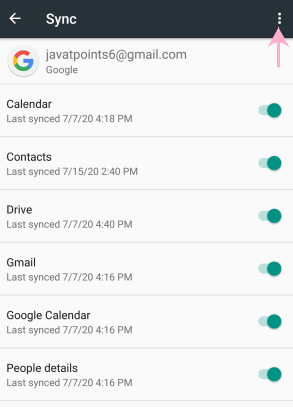 Sync
javatpoints6@gmail.com
Google
Calendar
Last synced 7/7/20 4:18 PM
Contacts
Last synced 7/15/20 2:40 PM
Drive
Last synced 7/7/20 4:40 PM
Gmail
Last synced 7/7/20 4:16 PM
Google Calendar
Last synced 7/7/20 4:16 PM
People details
Last synced 7/7/20 4:16 PM